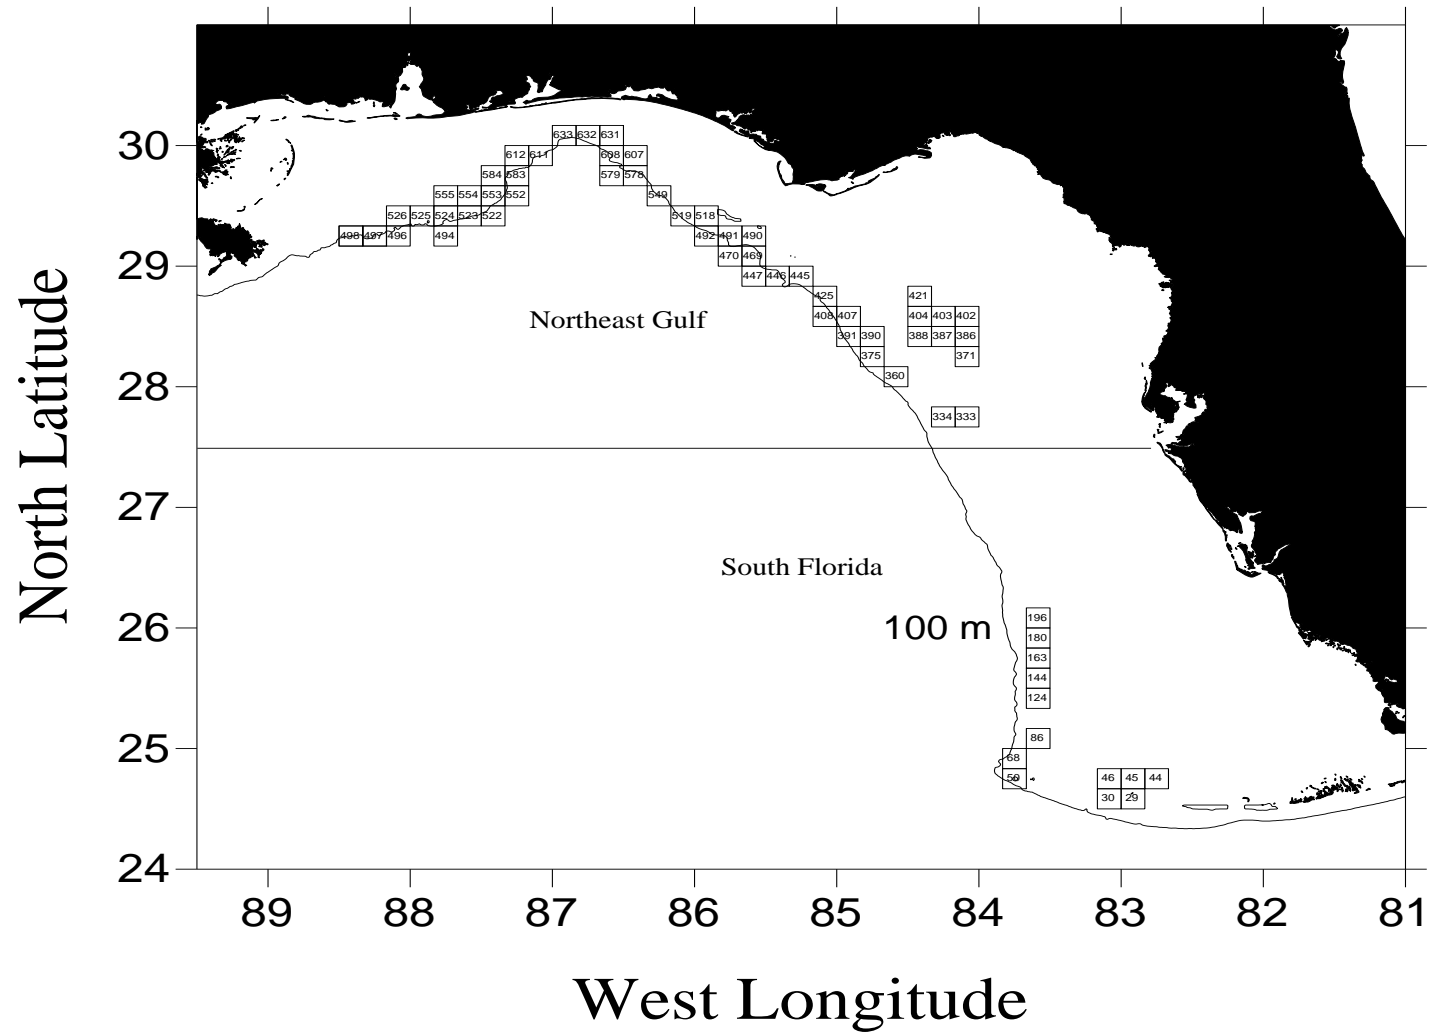 633 632 631
30
612 611 608 607
584 583 579 578
555 554 553 552 549
526 525 524 523 522 519 518
498 497 496 494 492 491 490
470 469
29
447 446 445
425 421
408 407 404 403 402
Northeast Gulf
391 390 388 387 386
375 371
360
28
334 333
27
South Florida
196
26
100 m
180
163
144
124
86
25
68
50 46 45 44
30 29
24
89 88 87 86 85 84 83 82 81
North Latitude
West Longitude